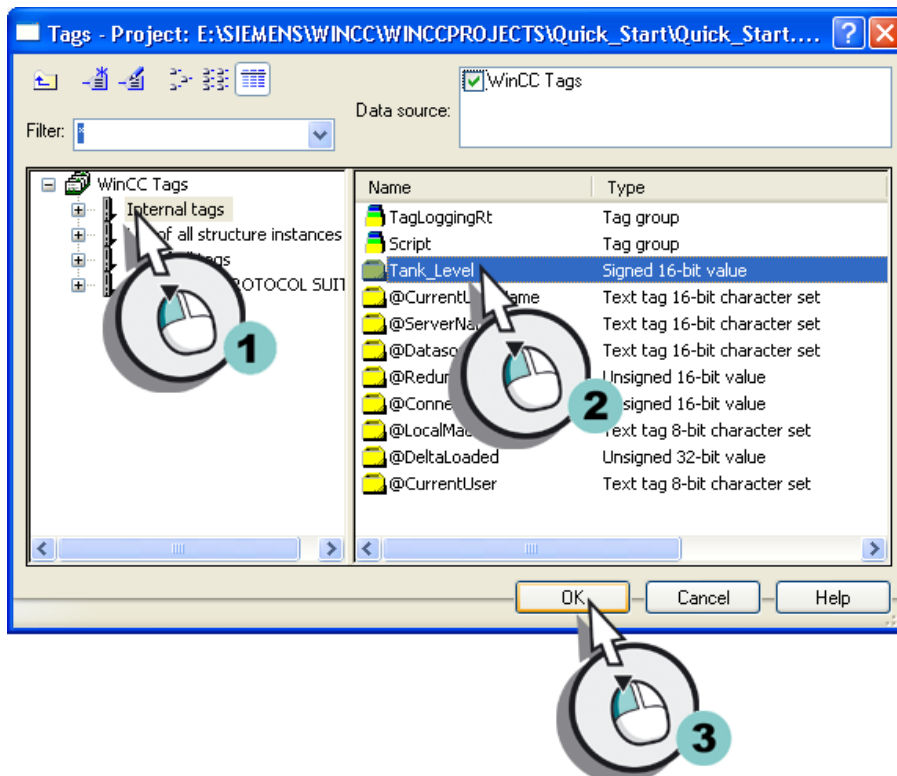 Tags - Project: E:\SIEMENS\WINCC\WINCCPROJECTS\Quick_Start\Quick_Start....
WinCC Tags
Data source:
Filter: *
WinCC Tags
Internal tags
of all structure instances
OTOCOL SUIT
1
Name Type
TagLoggingRt Tag group
Script Tag group
Tank_Level Signed 16-bit value
@CurrentU Name Text tag 16-bit character set
@ServerNa Text tag 16-bit character set
@Dataso Text tag 16-bit character set
@Redu Unsigned 16-bit value
@Conne signed 16-bit value
@LocalMac Text tag 8-bit character set
@DeltaLoaded Unsigned 32-bit value
@CurrentUser Text tag 8-bit character set
2
OK Cancel Help
3